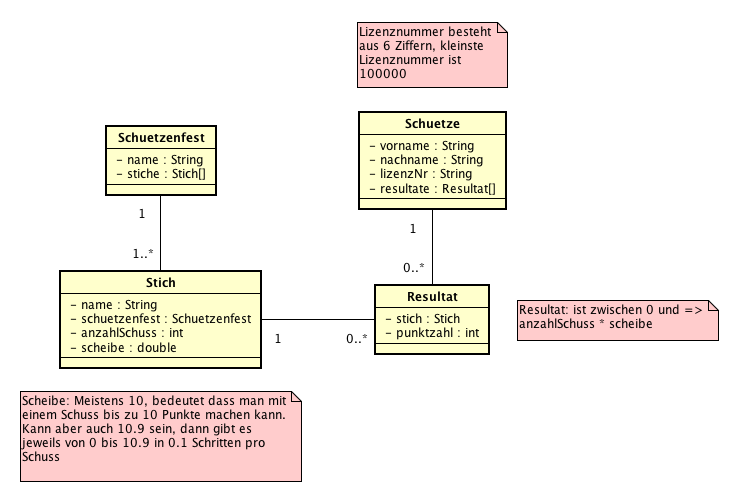 Lizenznummer besteht
aus 6 Ziffern, kleinste
Lizenznummer ist
100000
Schuetzenfest
- name : String
- stiche : Stich[]
Schuetze
- vorname : String
- nachname : String
- lizenzNr : String
- resultate : Resultat[]
1
1..*
1
0..*
Stich
- name : String
- schuetzenfest : Schuetzenfest
- anzahlSchuss : int
- scheibe : double
1
0..*
Resultat
- stich : Stich
- punktzahl : int
Resultat: ist zwischen 0 und =>
anzahlSchuss * scheibe
Scheibe: Meistens 10, bedeutet dass man mit
einem Schuss bis zu 10 Punkte machen kann.
Kann aber auch 10.9 sein, dann gibt es
jeweils von 0 bis 10.9 in 0.1 Schritten pro
Schuss